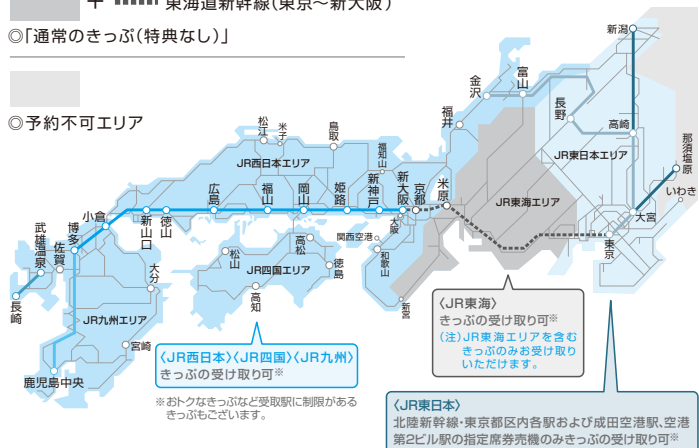 + 東海道新幹線(東京〜新大阪)
◎「通常のきっぷ(特典なし)」
◎予約不可エリア
新潟
金沢
富山
長野
高崎
福井
JR東日本エリア
那須塩原
いわき
大宮
東京
松江
米子
鳥取
福知山
JR西日本エリア
広島
福山
岡山
姫路
新神戸
新大阪
大阪
京都
米原
JR東海エリア
小倉
博多
新山口
徳山
武雄温泉
佐賀
長崎
大分
JR九州エリア
宮崎
鹿児島中央
松山
高松
JR四国エリア
徳島
高知
関西空港
和歌山
新宮
〈JR東海〉
きっぷの受け取り可※
(注)JR東海エリアを含む
きっぷのみお受け取り
いただけます。
〈JR西日本〉〈JR四国〉〈JR九州〉
きっぷの受け取り可※
※おトクなきっぷなど受取駅に制限がある
きっぷもございます。
〈JR東日本〉
北陸新幹線・東京都区内各駅および成田空港駅、空港
第2ビル駅の指定席券売機のみきっぷの受け取り可※